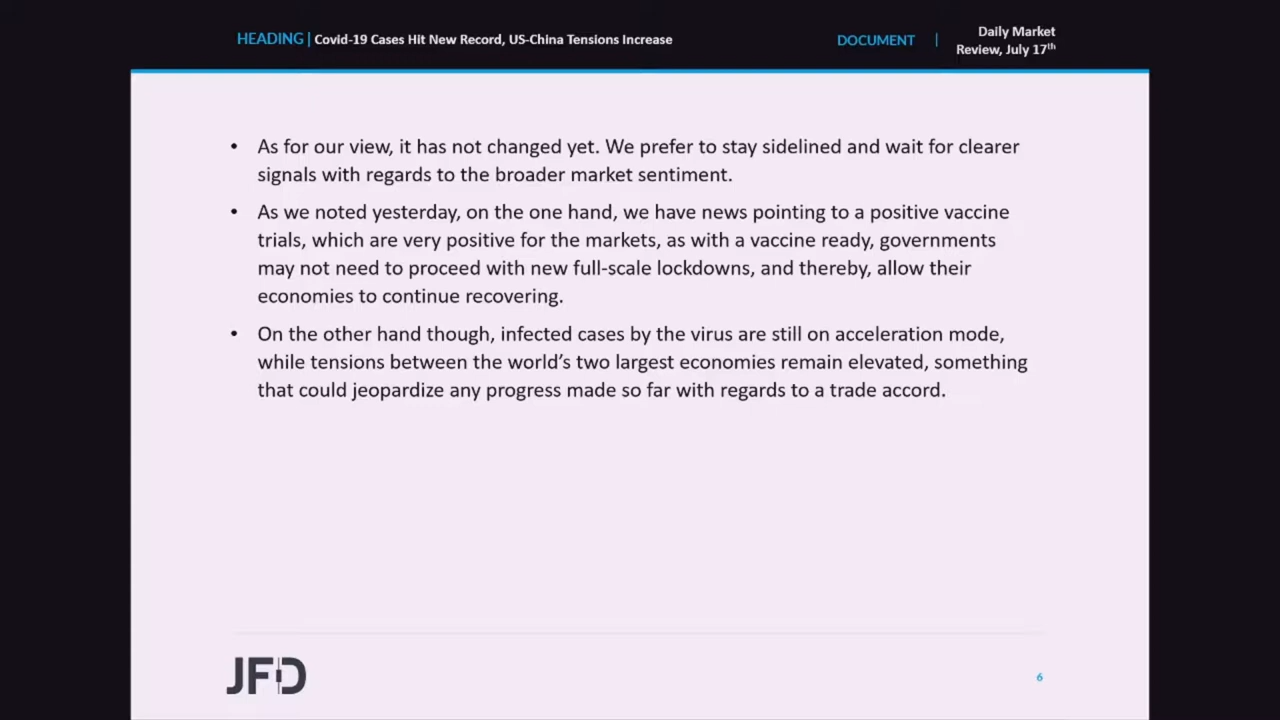 HEADING | Covid-19 Cases Hit New Record, US-China Tensions Increase
DOCUMENT |
Daily Market
Review, July 17th
• As for our view, it has not changed yet. We prefer to stay sidelined and wait for clearer
signals with regards to the broader market sentiment.
• As we noted yesterday, on the one hand, we have news pointing to a positive vaccine
trials, which are very positive for the markets, as with a vaccine ready, governments
may not need to proceed with new full-scale lockdowns, and thereby, allow their
economies to continue recovering.
• On the other hand though, infected cases by the virus are still on acceleration mode,
while tensions between the world’s two largest economies remain elevated, something
that could jeopardize any progress made so far with regards to a trade accord.
JFD
6